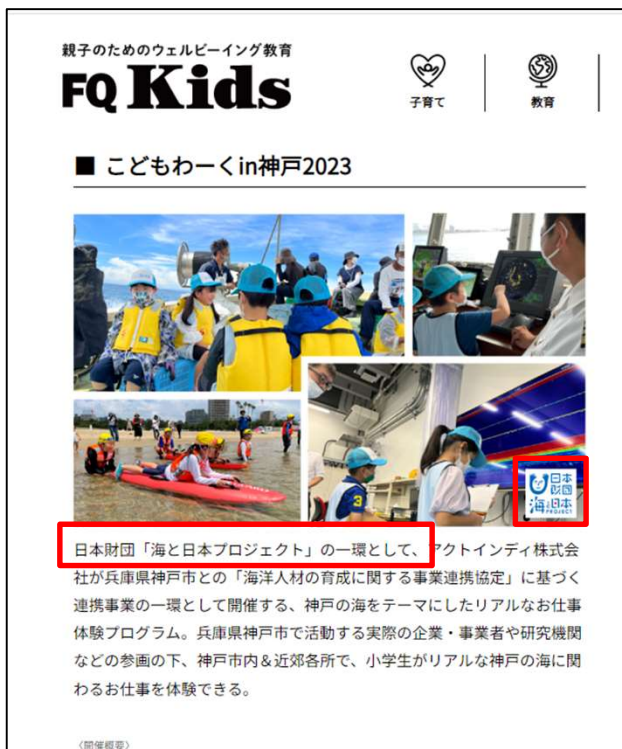 親子のためのウェルビーイング教育
FQ Kids
子育て
教育
■ こどもわーくin神戸2023
日本財団
海と日本
PROJECT
日本財団「海と日本プロジェクト」の一環として、アクトインディ株式会
社が兵庫県神戸市との「海洋人材の育成に関する事業連携協定」に基づく
連携事業の一環として開催する、神戸の海をテーマにしたリアルなお仕事
体験プログラム。兵庫県神戸市で活動する実際の企業・事業者や研究機関
などの参画の下、神戸市内＆近郊各所で、小学生がリアルな神戸の海に関
わるお仕事を体験できる。
〈開催概要〉